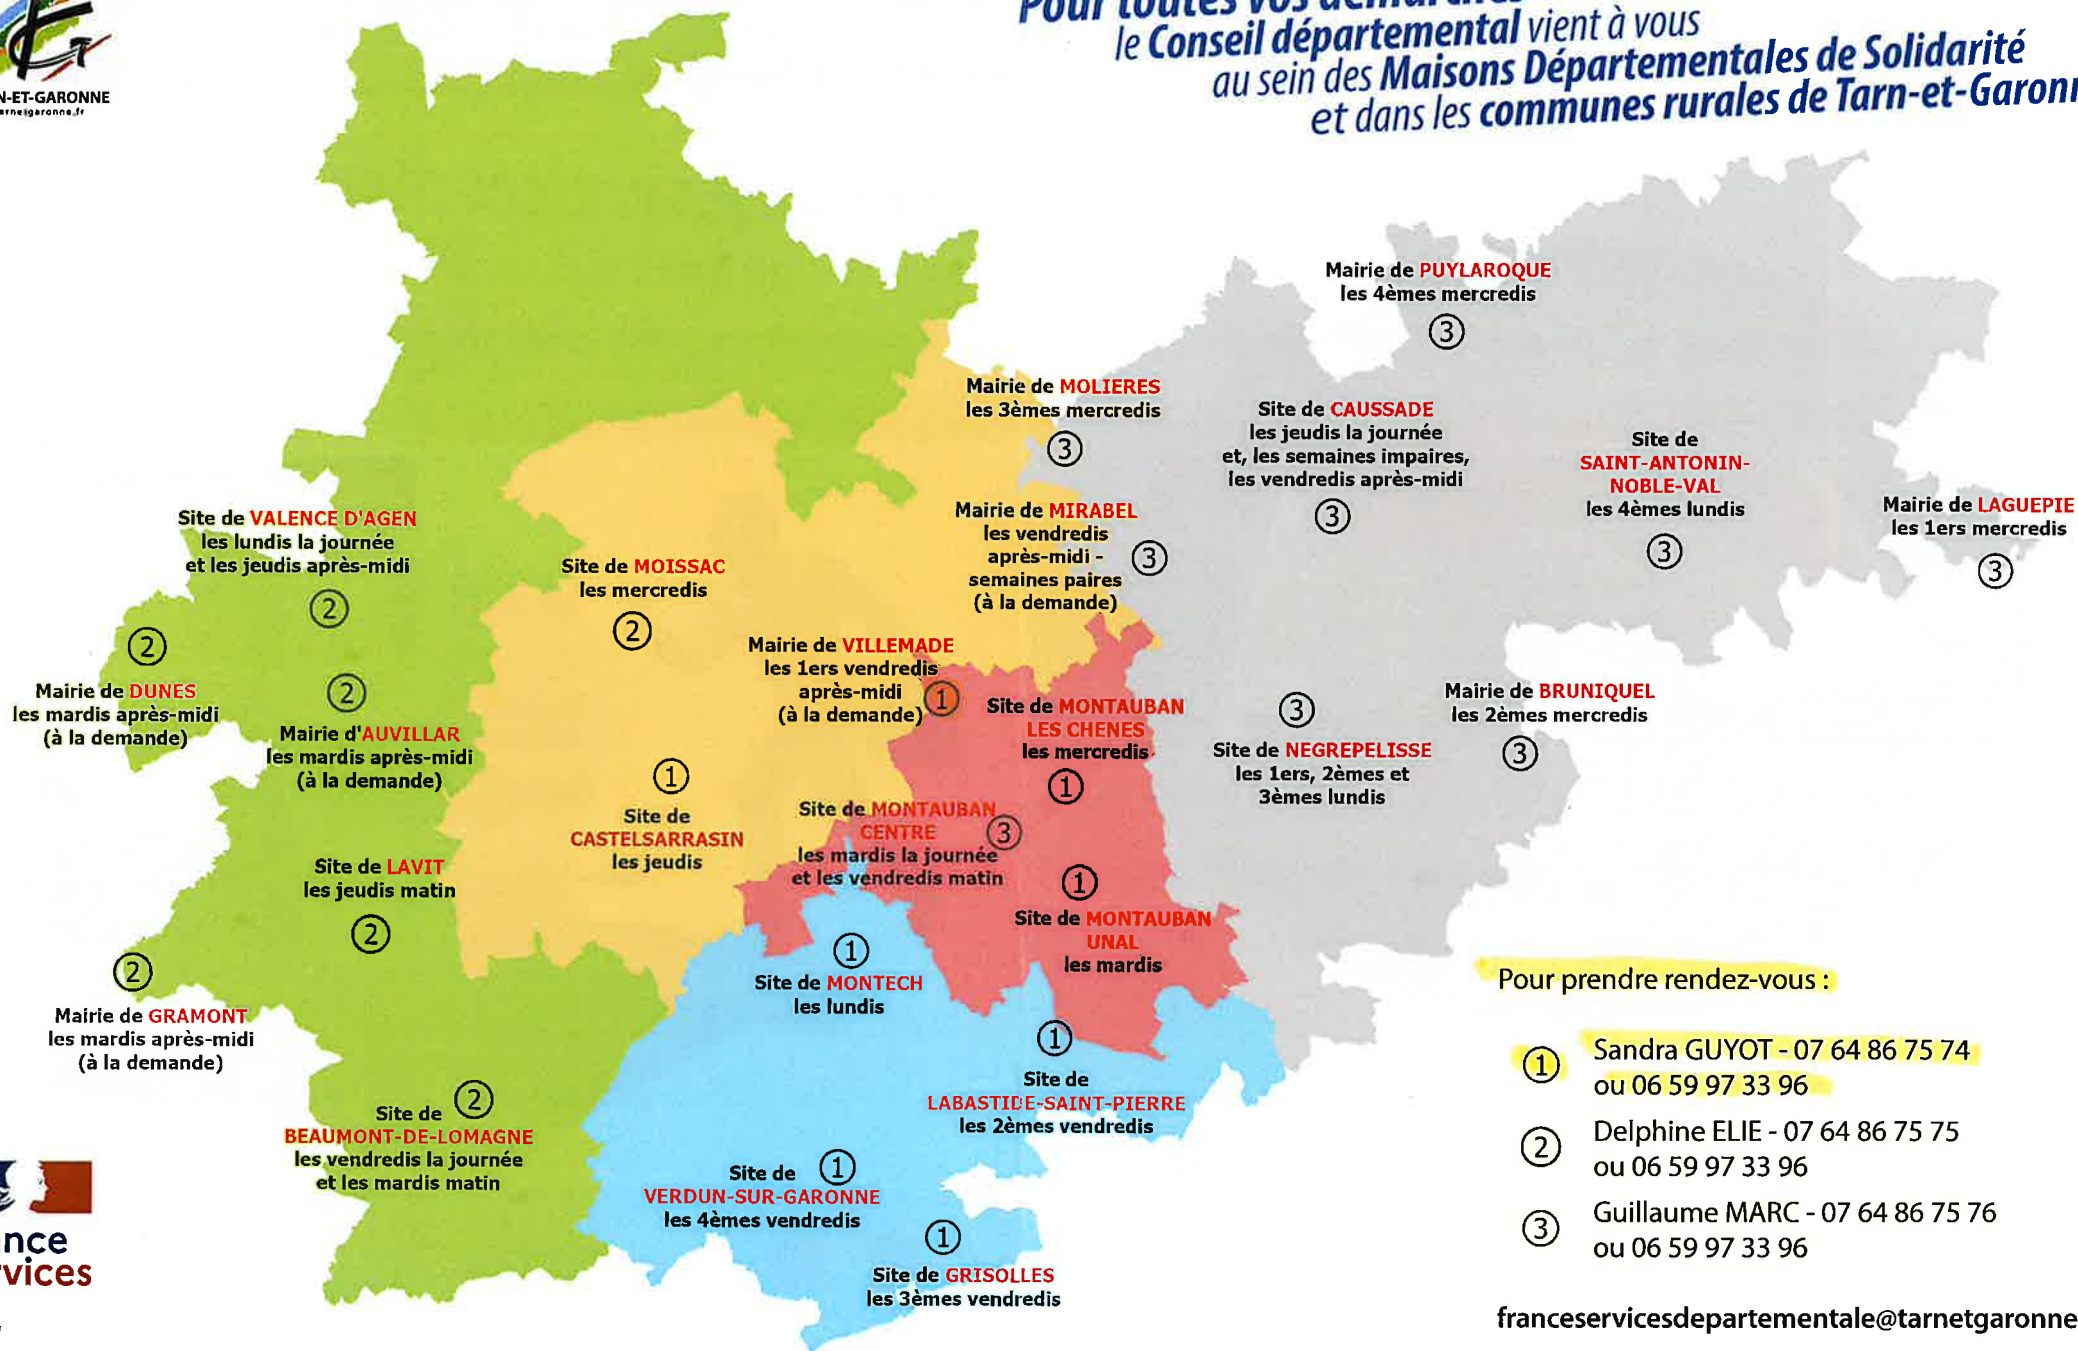 N-ET-GARONNE
Pour toutes vos
le Conseil départemental vient à vous
au sein des Maisons Départementales de Solidarité
et dans les communes rurales de Tarn-et-Garon
Mairie de PUYLAROQUE
les 4èmes mercredis
3
Mairie de MOLIERES
les 3èmes mercredis
3
Site de CAUSSADE
les jeudis la journée
et, les semaines impaires,
les vendredis après-midi
3
Site de
SAINT-ANTONIN-
NOBLE-VAL
les 4èmes lundis
3
Mairie de LAGUEPIE
les 1ers mercredis
3
Site de VALENCE D'AGEN
les lundis la journée
et les jeudis après-midi
2
Site de MOISSAC
les mercredis
2
Mairie de MIRABEL
les vendredis
après-midi -
semaines paires
(à la demande)
3
2
Mairie de DUNES
les mardis après-midi
(à la demande)
2
Mairie d'AUVILLAR
les mardis après-midi
(à la demande)
Mairie de VILLEMADE
les 1ers vendredis
après-midi
(à la demande)
1
Site de MONTAUBAN
LES CHENES
les mercredis
1
3
Site de NEGREPELISSE
les 1ers, 2èmes et
3èmes lundis
Mairie de BRUNIQUEL
les 2èmes mercredis
3
1
Site de
CASTELSARRASIN
les jeudis
Site de MONTAUBAN
CENTRE
les mardis la journée
et les vendredis matin
3
Site de LAVIT
les jeudis matin
2
1
Site de MONTAUBAN
UNAL
les mardis
2
Mairie de GRAMONT
les mardis après-midi
(à la demande)
1
Site de MONTECH
les lundis
1
Site de
LABASTIDE-SAINT-PIERRE
les 2èmes vendredis
2
Site de
BEAUMONT-DE-LOMAGNE
les vendredis la journée
et les mardis matin
1
Site de
VERDUN-SUR-GARONNE
les 4èmes vendredis
1
Site de GRISOLLES
les 3èmes vendredis
Pour prendre rendez-vous :
1 Sandra GUYOT - 07 64 86 75 74
ou 06 59 97 33 96
2 Delphine ELIE - 07 64 86 75 75
ou 06 59 97 33 96
3 Guillaume MARC - 07 64 86 75 76
ou 06 59 97 33 96
franceservicesdepartementale@tarnetgaronne
nce
vices